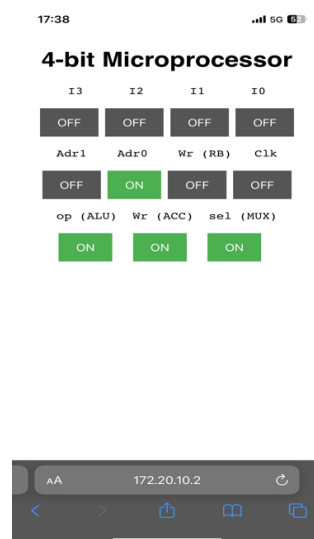 17:38 5G 52
4-bit Microprocessor
I3 I2 I1 I0
OFF OFF OFF OFF
Adr1 Adr0 Wr (RB) Clk
OFF ON OFF OFF
op (ALU) Wr (ACC) sel (MUX)
ON ON ON
AA 172.20.10.2